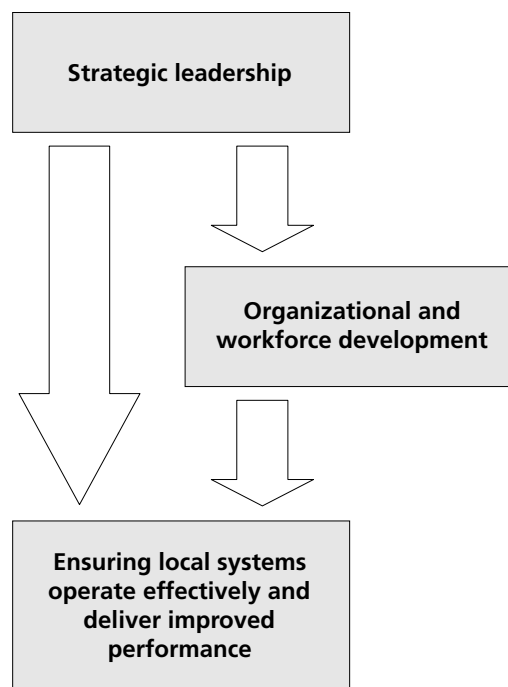 Strategic leadership
Organizational and
workforce development
Ensuring local systems
operate effectively and
deliver improved
performance